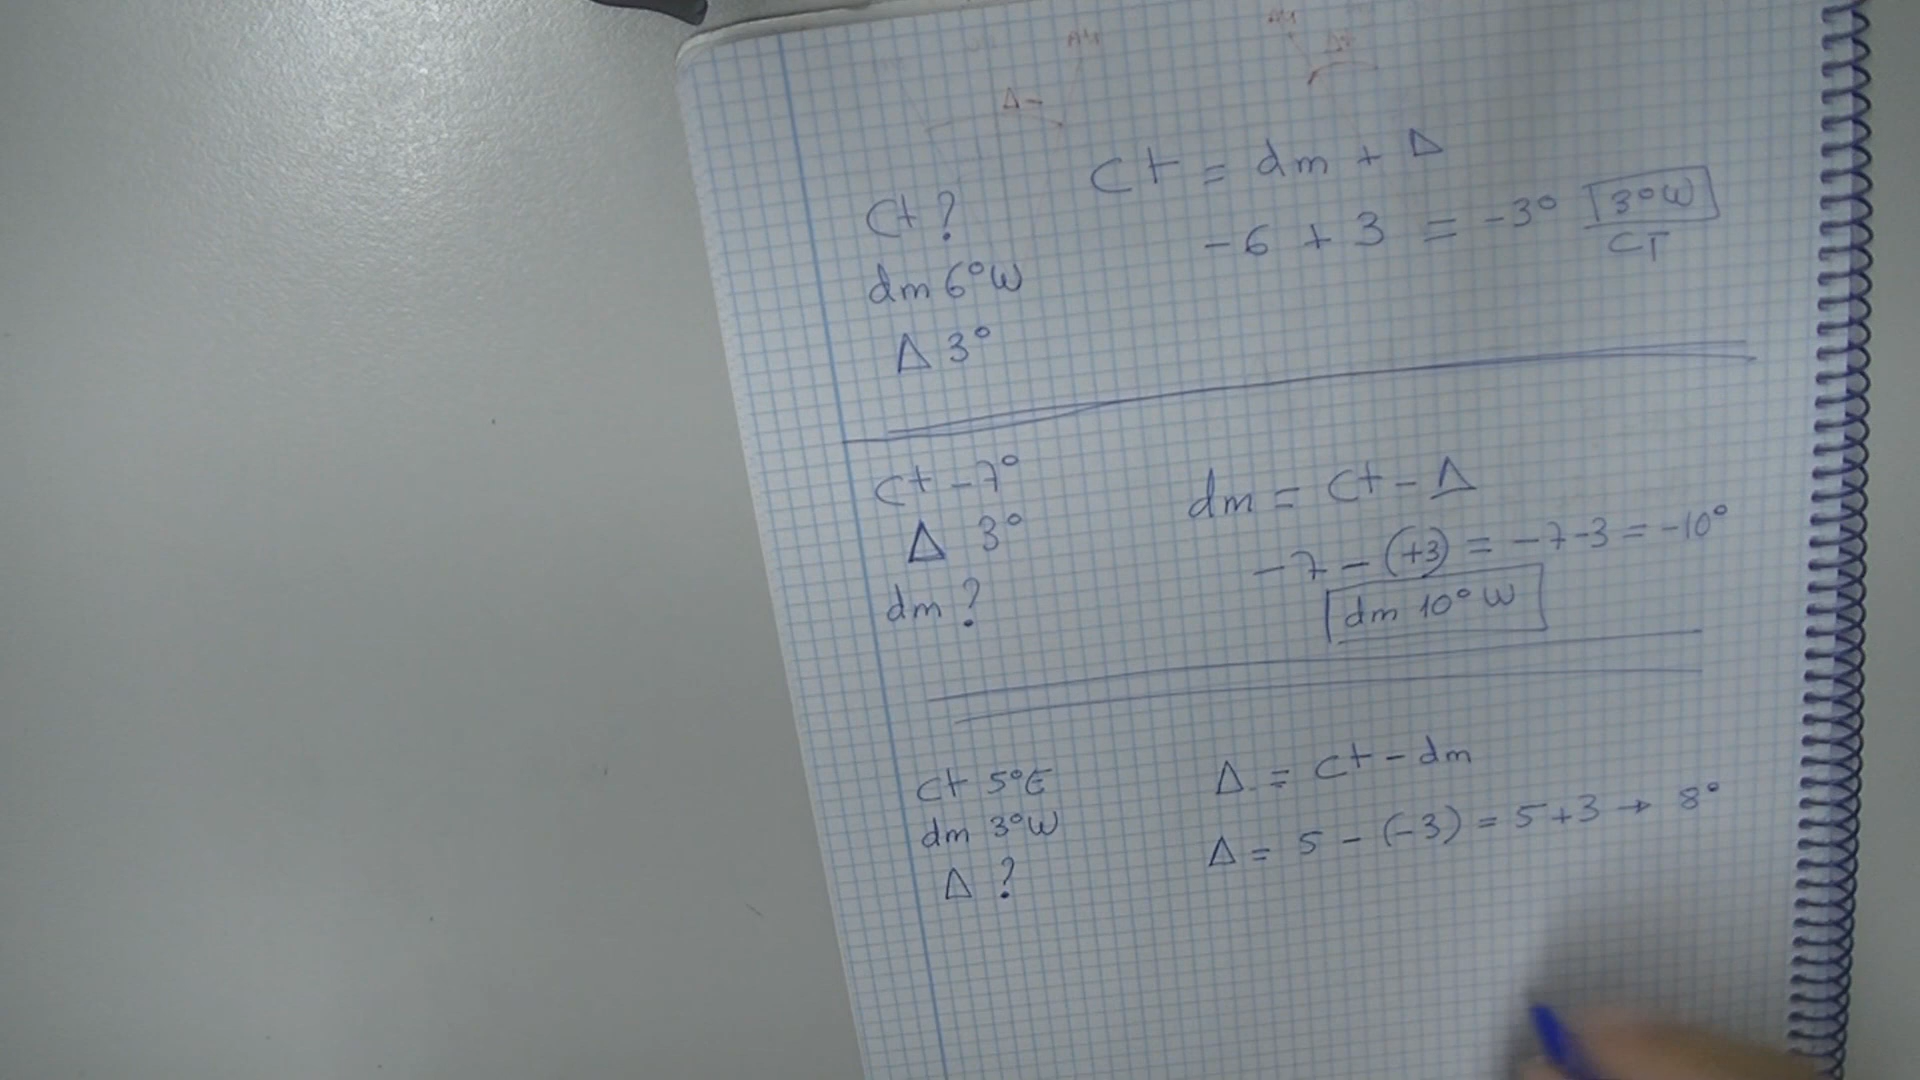 Δ-
Ct = dm + Δ
Ct ?
-6 + 3 = -3° 3°W
CT
dm 6°W
Δ 3°
Ct -7°
dm = Ct - Δ
Δ 3°
-7 - (+3) = -7-3 = -10°
dm ?
dm 10° W
Ct 5°E
Δ = Ct - dm
dm 3°W
Δ = 5 - (-3) = 5+3 → 8°
Δ ?